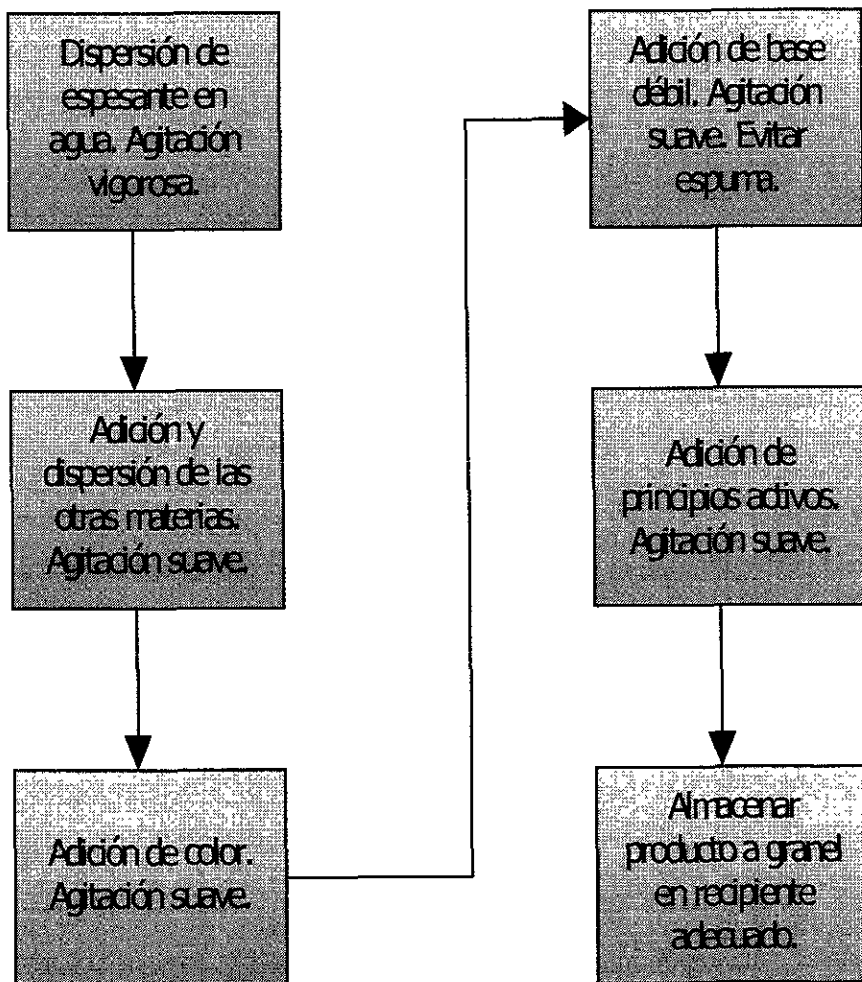 Dispersión de
espesante en
agua. Agitación
vigorosa.
Adición y
dispersión de las
otras materias.
Agitación suave.
Adición de color.
Agitación suave.
Adición de base
débil. Agitación
suave. Evitar
espuma.
Adición de
principios activos.
Agitación suave.
Almacenar
producto a granel
en recipiente
adecuado.